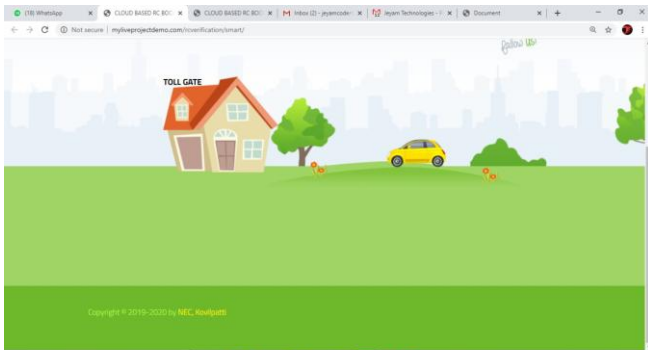 (18) WhatsApp
CLOUD BASED RC BOO
CLOUD BASED RC BOO
Inbox (2) - jeyamcoder
Jeyam Technologies - 
Document
Not secure | myliveprojectdemo.com/rcverification/smart/
follow us
TOLL GATE
Copyright © 2019-2020 by NEC, Kovilpatti